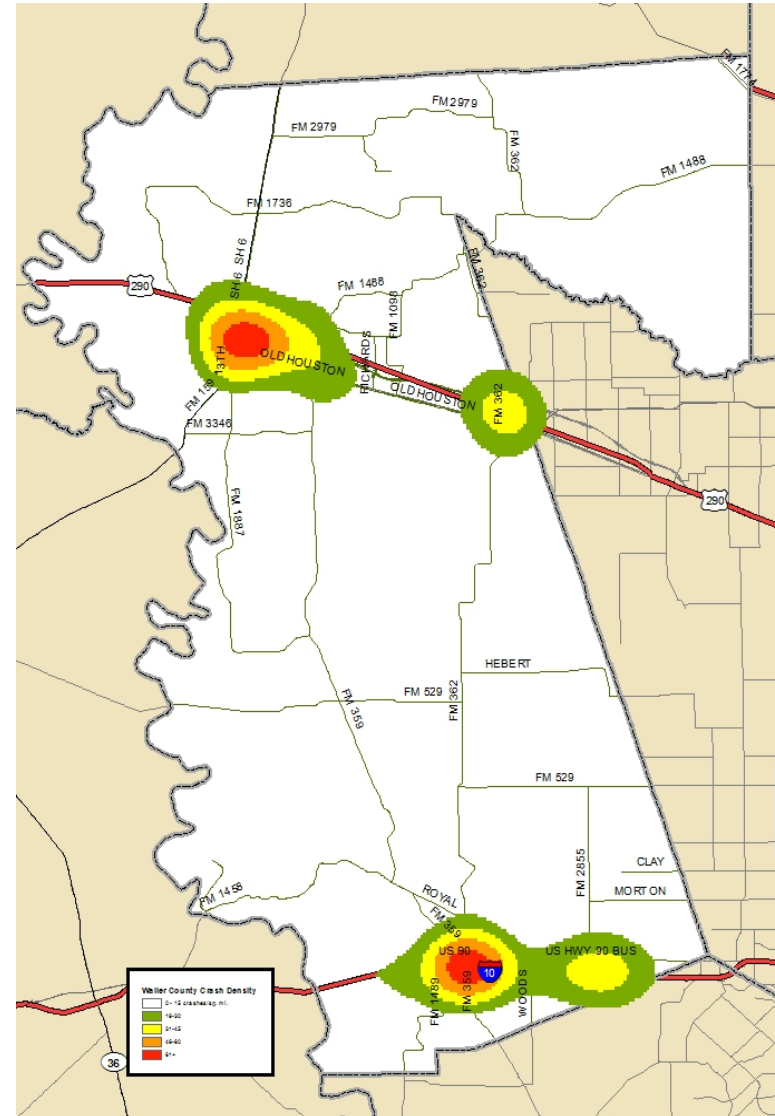 FM 1774
FM 2979
FM 2979
FM 362
FM 1488
FM 1736
SH 6
SH 6
FM 362
290
FM 1488
FM 1098
RICHARDS
13TH
OLD HOUSTON
OLD HOUSTON
FM 362
FM 159
FM 3346
290
FM 1887
HEBERT
FM 362
FM 529
FM 359
FM 529
FM 2855
CLAY
MORTON
FM 1458
ROYAL
FM 359
US 90
US HWY 90 BUS
10
FM 1489
FM 359
WOODS
36
Waller County Crash Density
0 - 15 crashes/sq. mi.
16-30
31-45
46-60
61+